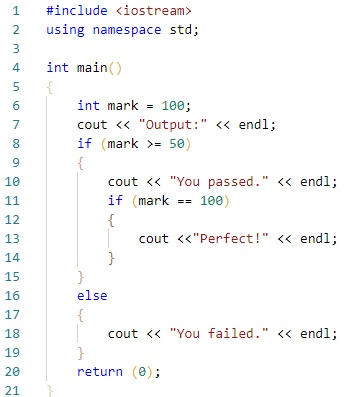 1 #include <iostream>
2 using namespace std;
3
4 int main()
5 {
6     int mark = 100;
7     cout << "Output:" << endl;
8     if (mark >= 50)
9     {
10         cout << "You passed." << endl;
11         if (mark == 100)
12         {
13             cout <<"Perfect!" << endl;
14         }
15     }
16     else
17     {
18         cout << "You failed." << endl;
19     }
20     return (0);
21 }